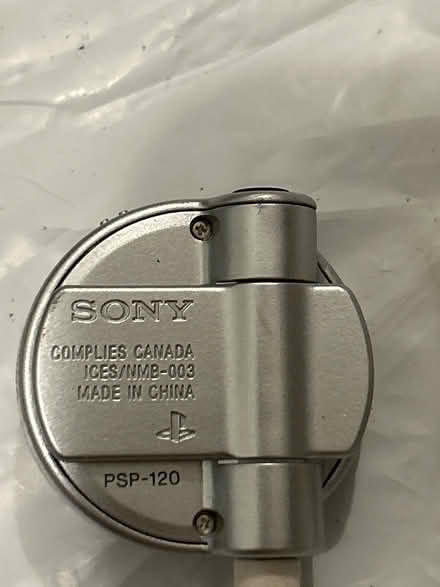 SONY
COMPLIES CANADA
ICES/NMB-003
MADE IN CHINA
PSP-120